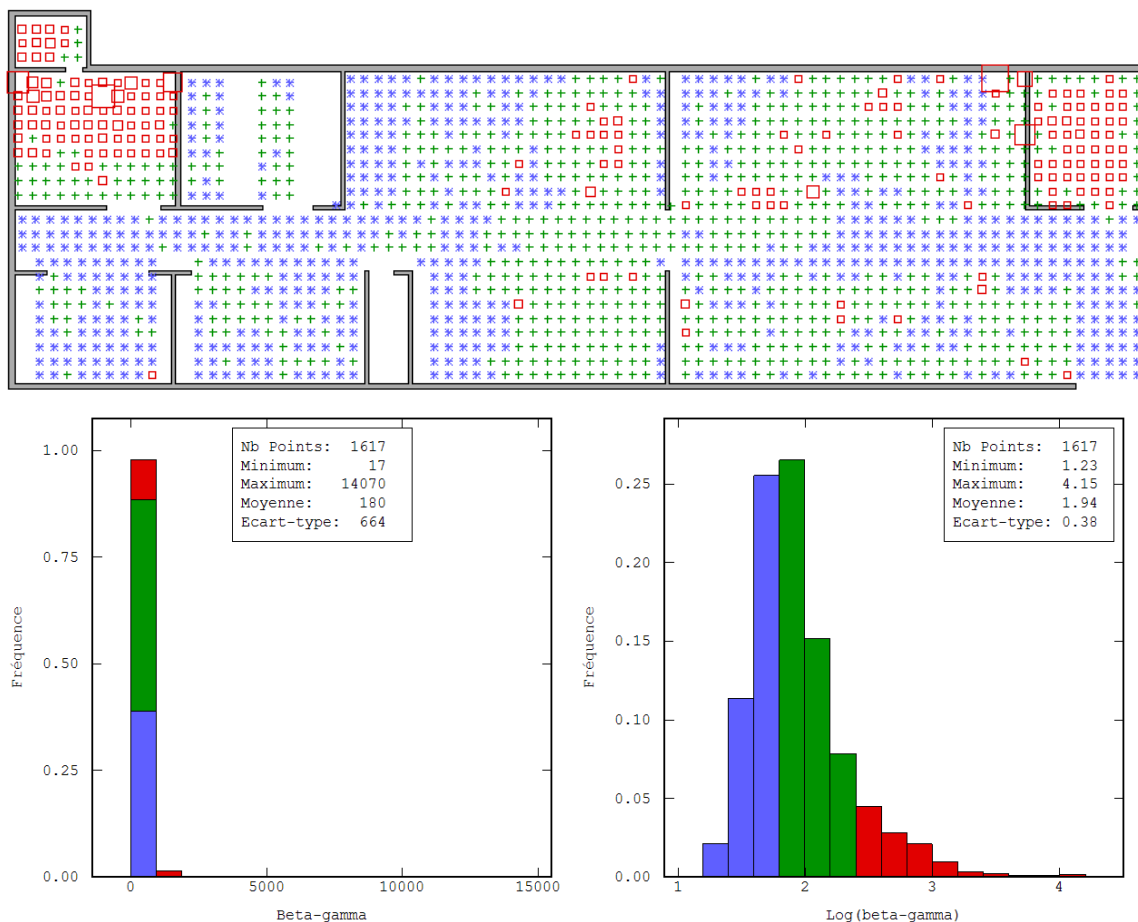 1.00
0.75
0.50
0.25
0.00
Fréquence
Nb Points: 1617
Minimum: 17
Maximum: 14070
Moyenne: 180
Ecart-type: 664
0 5000 10000 15000
Beta-gamma
0.25
0.20
0.15
0.10
0.05
0.00
Fréquence
Nb Points: 1617
Minimum: 1.23
Maximum: 4.15
Moyenne: 1.94
Ecart-type: 0.38
1 2 3 4
Log(beta-gamma)